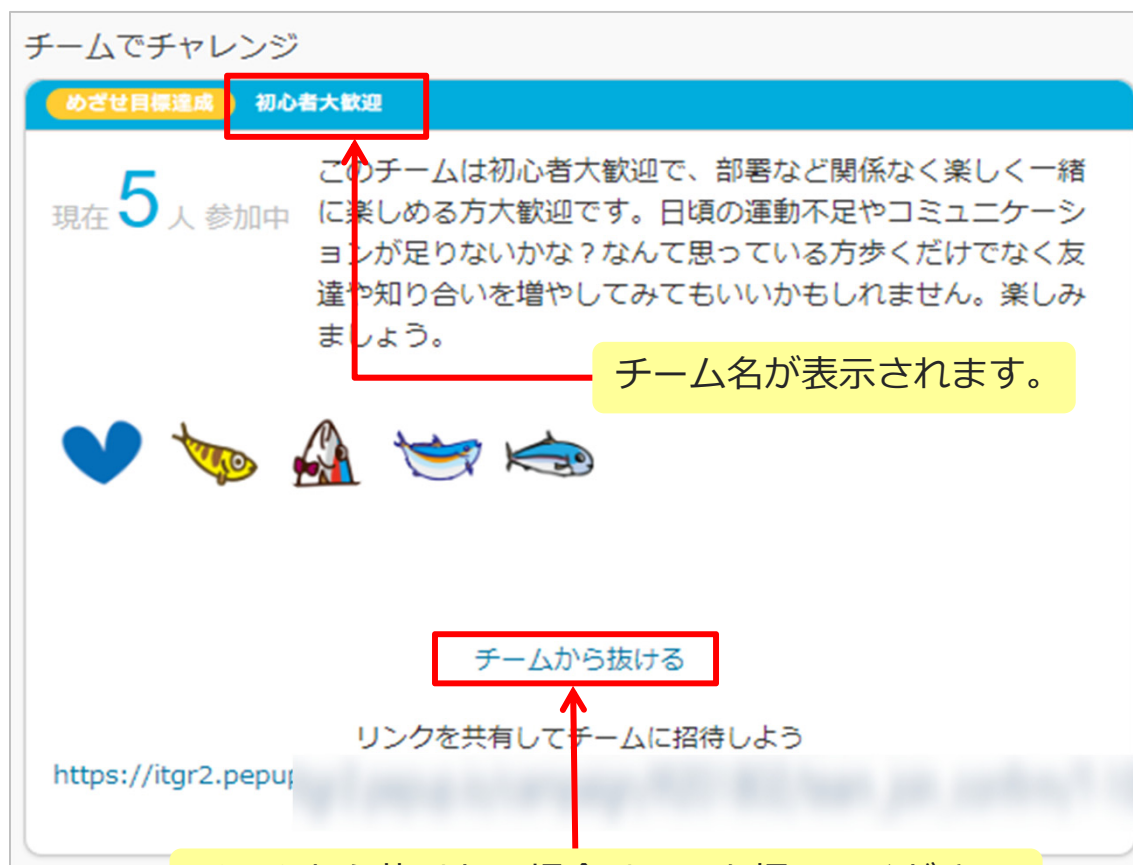 チームでチャレンジ
めざせ目標達成 初心者大歓迎
現在 5 人 参加中
このチームは初心者大歓迎で、部署など関係なく楽しく一緒
に楽しめる方大歓迎です。日頃の運動不足やコミュニケーシ
ョンが足りないかな？なんて思っている方歩くだけでなく友
達や知り合いを増やしてみてもいいかもしれません。楽しみ
ましょう。
チーム名が表示されます。
チームから抜ける
リンクを共有してチームに招待しよう
https://itgr2.pepup